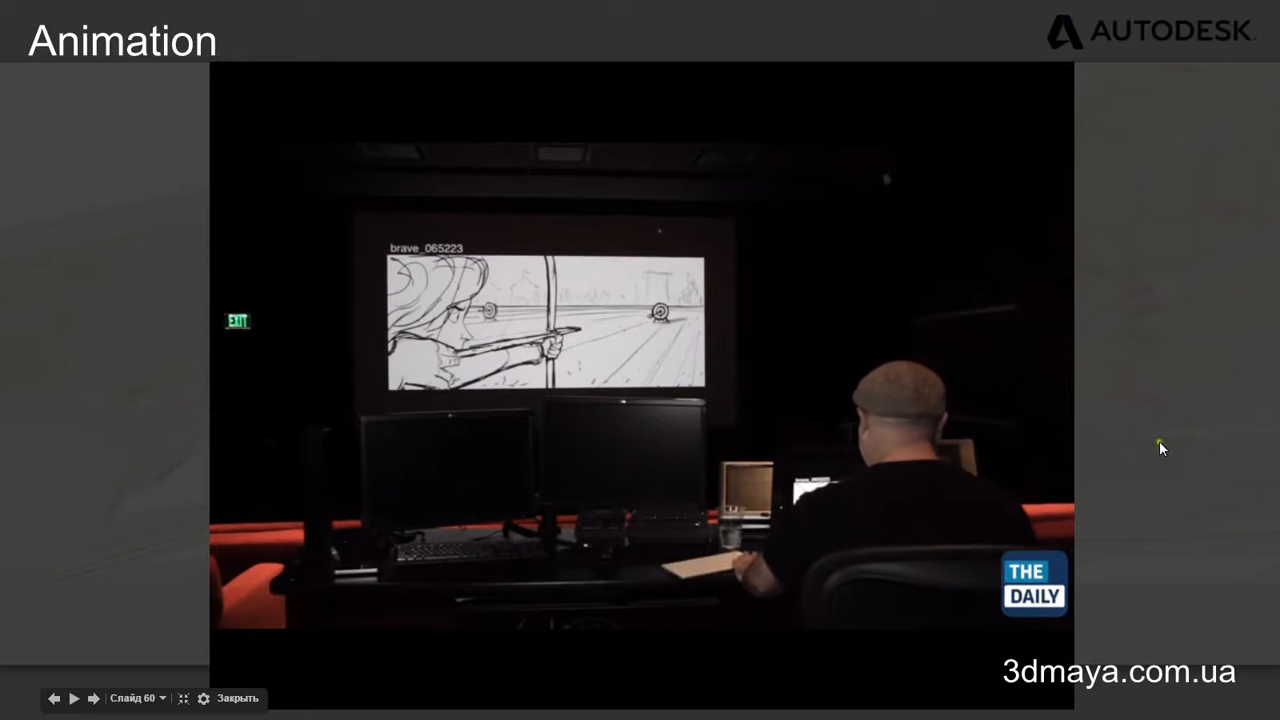 Animation
AUTODESK
brave_065223
EXIT
THE
DAILY
3dmaya.com.ua
Слайд 60
Закрыть